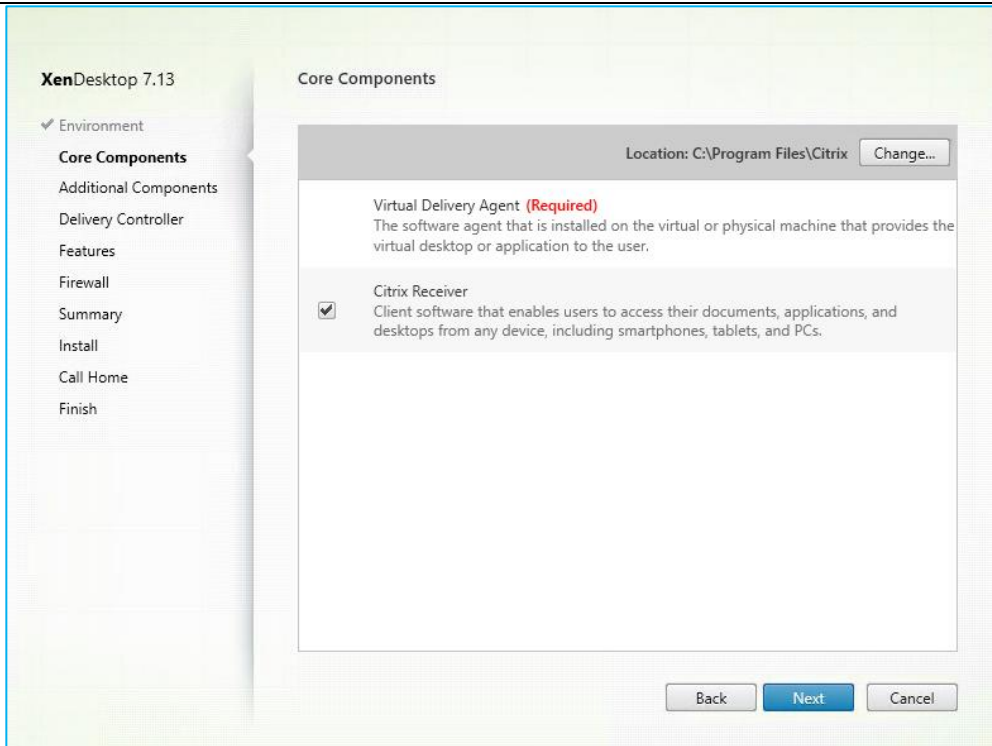 XenDesktop 7.13
Environment
Core Components
Additional Components
Delivery Controller
Features
Firewall
Summary
Install
Call Home
Finish
Core Components
Location: C:\Program Files\Citrix Change...
Virtual Delivery Agent (Required)
The software agent that is installed on the virtual or physical machine that provides the
virtual desktop or application to the user.
Citrix Receiver
Client software that enables users to access their documents, applications, and
desktops from any device, including smartphones, tablets, and PCs.
Back Next Cancel